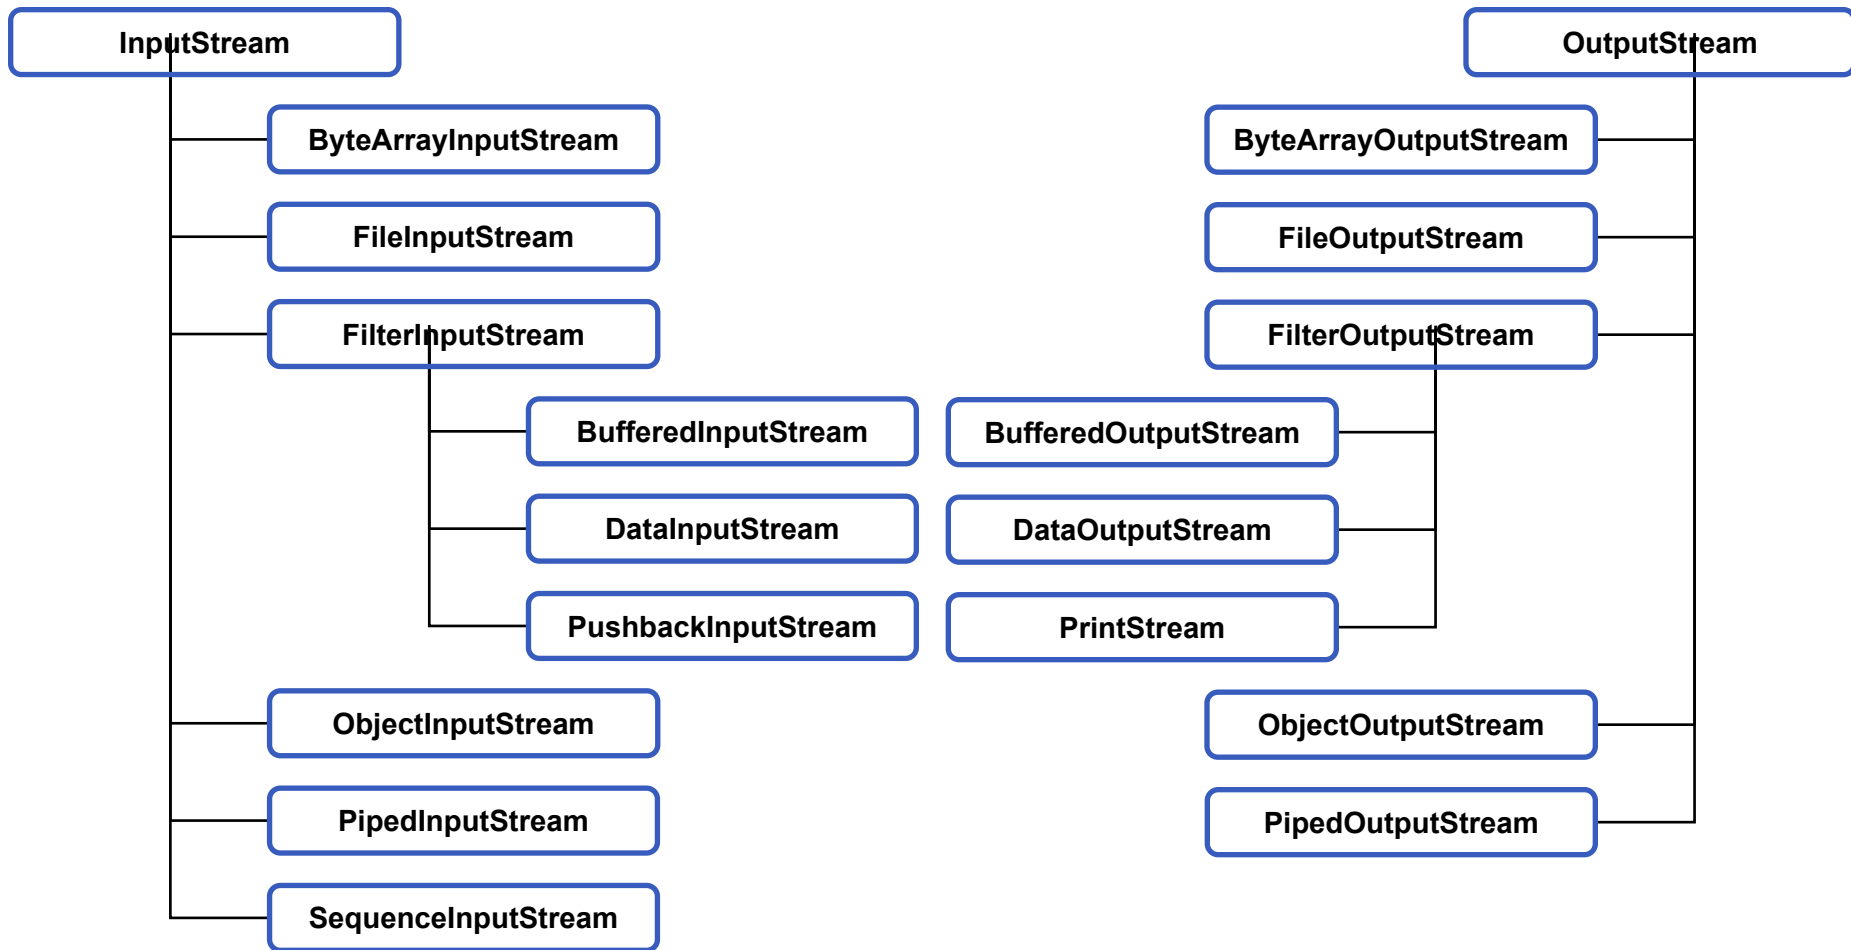 InputStream
OutputStream
ByteArrayInputStream
ByteArrayOutputStream
FileInputStream
FileOutputStream
FilterInputStream
FilterOutputStream
BufferedInputStream
BufferedOutputStream
DataInputStream
DataOutputStream
PushbackInputStream
PrintStream
ObjectInputStream
ObjectOutputStream
PipedInputStream
PipedOutputStream
SequenceInputStream